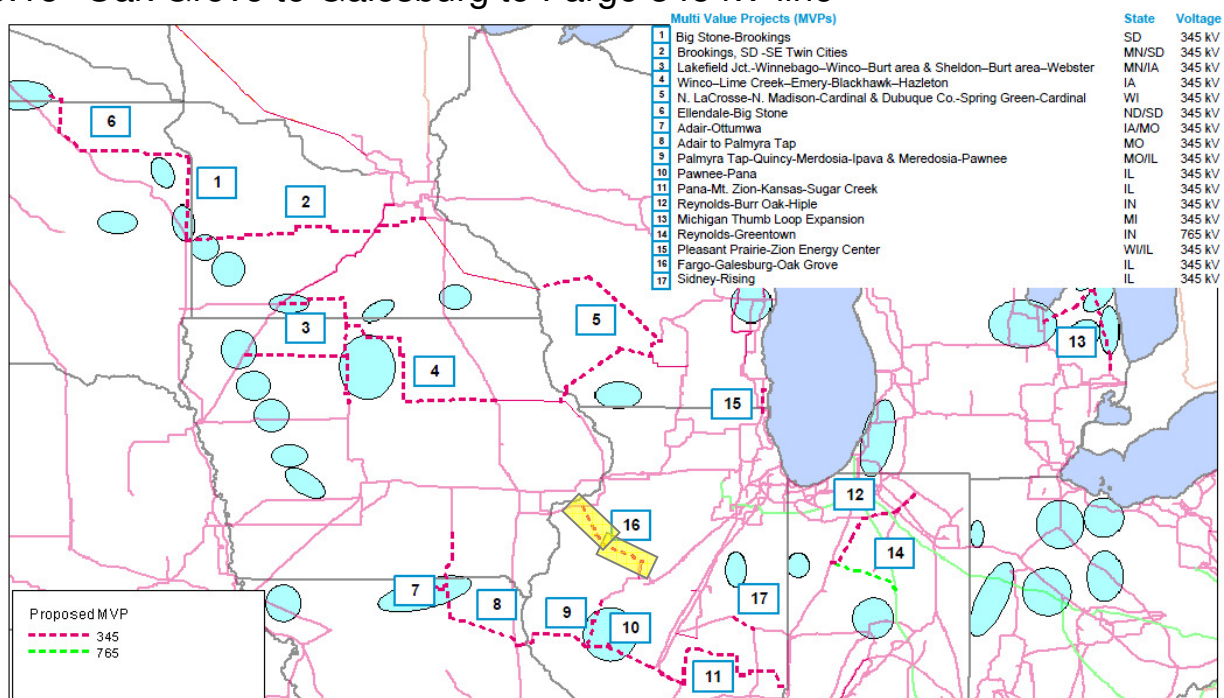 Oak Grove to Galesburg to Fargo 345 kV line
Multi Value Projects (MVPs) State Voltage
1 Big Stone-Brookings SD 345 kV
2 Brookings, SD -SE Twin Cities MN/SD 345 kV
3 Lakefield Jct.-Winnebago–Winco–Burt area & Sheldon–Burt area–Webster MN/IA 345 kV
4 Winco–Lime Creek–Emery-Blackhawk–Hazleton IA 345 kV
5 N. LaCrosse-N. Madison-Cardinal & Dubuque Co.-Spring Green-Cardinal WI 345 kV
6 Ellendale-Big Stone ND/SD 345 kV
7 Adair-Ottumwa IA/MO 345 kV
8 Adair to Palmyra Tap MO 345 kV
9 Palmyra Tap-Quincy-Merdosia-Ipava & Meredosia-Pawnee MO/IL 345 kV
10 Pawnee-Pana IL 345 kV
11 Pana-Mt. Zion-Kansas-Sugar Creek IL 345 kV
12 Reynolds-Burr Oak-Hiple IN 345 kV
13 Michigan Thumb Loop Expansion MI 345 kV
14 Reynolds-Greentown IN 765 kV
15 Pleasant Prairie-Zion Energy Center WI/IL 345 kV
16 Fargo-Galesburg-Oak Grove IL 345 kV
17 Sidney-Rising IL 345 kV
6
1
2
3
5
13
4
15
12
16
14
7
8
9
10
17
11
Proposed MVP
345
765